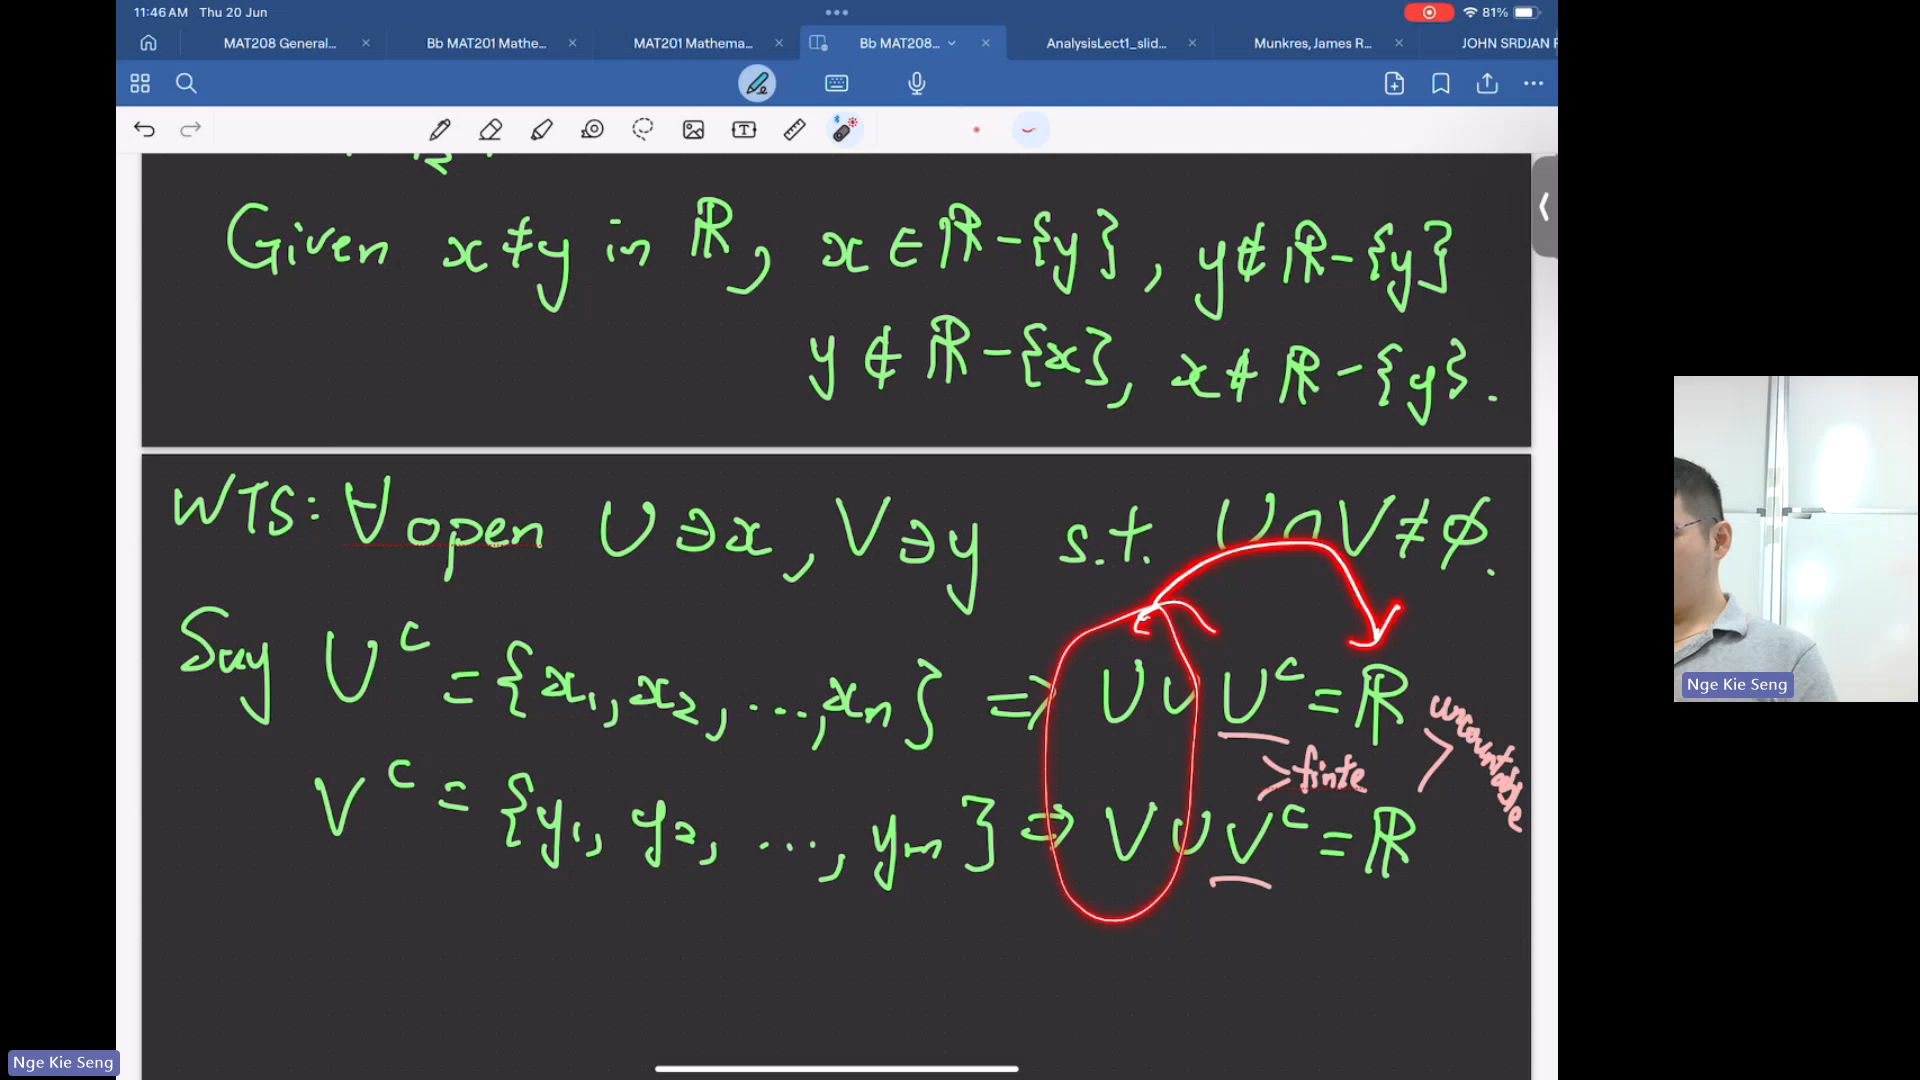 11:46 AM Thu 20 Jun
81%
MAT208 General...
Bb MAT201 Mathe...
MAT201 Mathema...
Bb MAT208...
AnalysisLect1_slid...
Munkres, James R...
JOHN SRDJAN
Given x ≠ y in ℝ, x ∈ ℝ - {y}, y ∉ ℝ - {y}
y ∉ ℝ - {x}, x ∉ ℝ - {y}.
WTS: ∀ open U ∋ x, V ∋ y s.t. U ∩ V ≠ ∅.
Say U^c = {x₁, x₂, ..., xₙ} ⇒ U ∪ U^c = ℝ
> finte
> uncountable
V^c = {y₁, y₂, ..., yₘ} ⇒ V ∪ V^c = ℝ
Nge Kie Seng
Nge Kie Seng